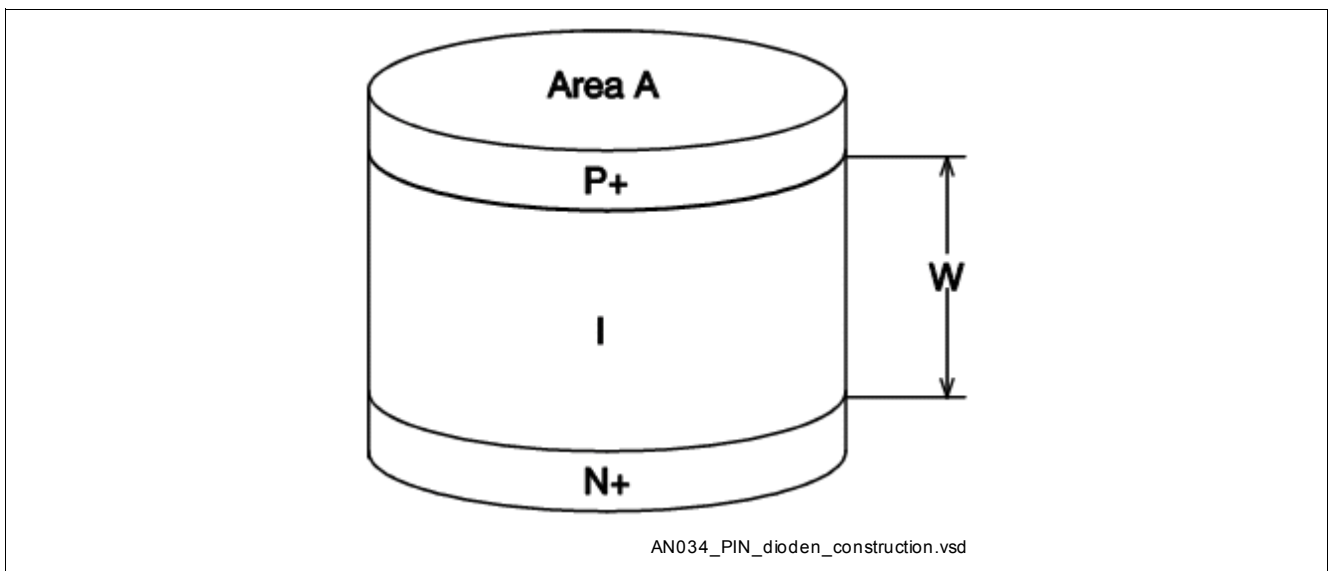 Area A
P+
W
I
N+
AN034_PIN_dioden_construction.vsd